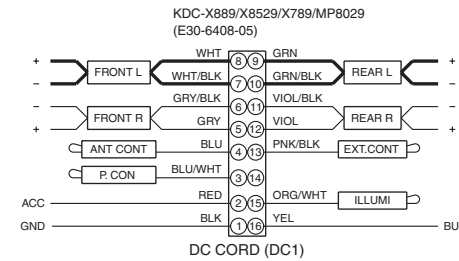 KDC-X889/X8529/X789/MP8029
(E30-6408-05)
WHT 8 9 GRN
+ FRONT L REAR L +
– WHT/BLK 7 10 GRN/BLK –
– GRY/BLK 6 11 VIOL/BLK –
FRONT R REAR R
+ GRY 5 12 VIOL +
ANT CONT BLU 4 13 PNK/BLK EXT.CONT
P. CON BLU/WHT 3 14
ACC RED 2 15 ORG/WHT ILLUMI
GND BLK 1 16 YEL BU
DC CORD (DC1)